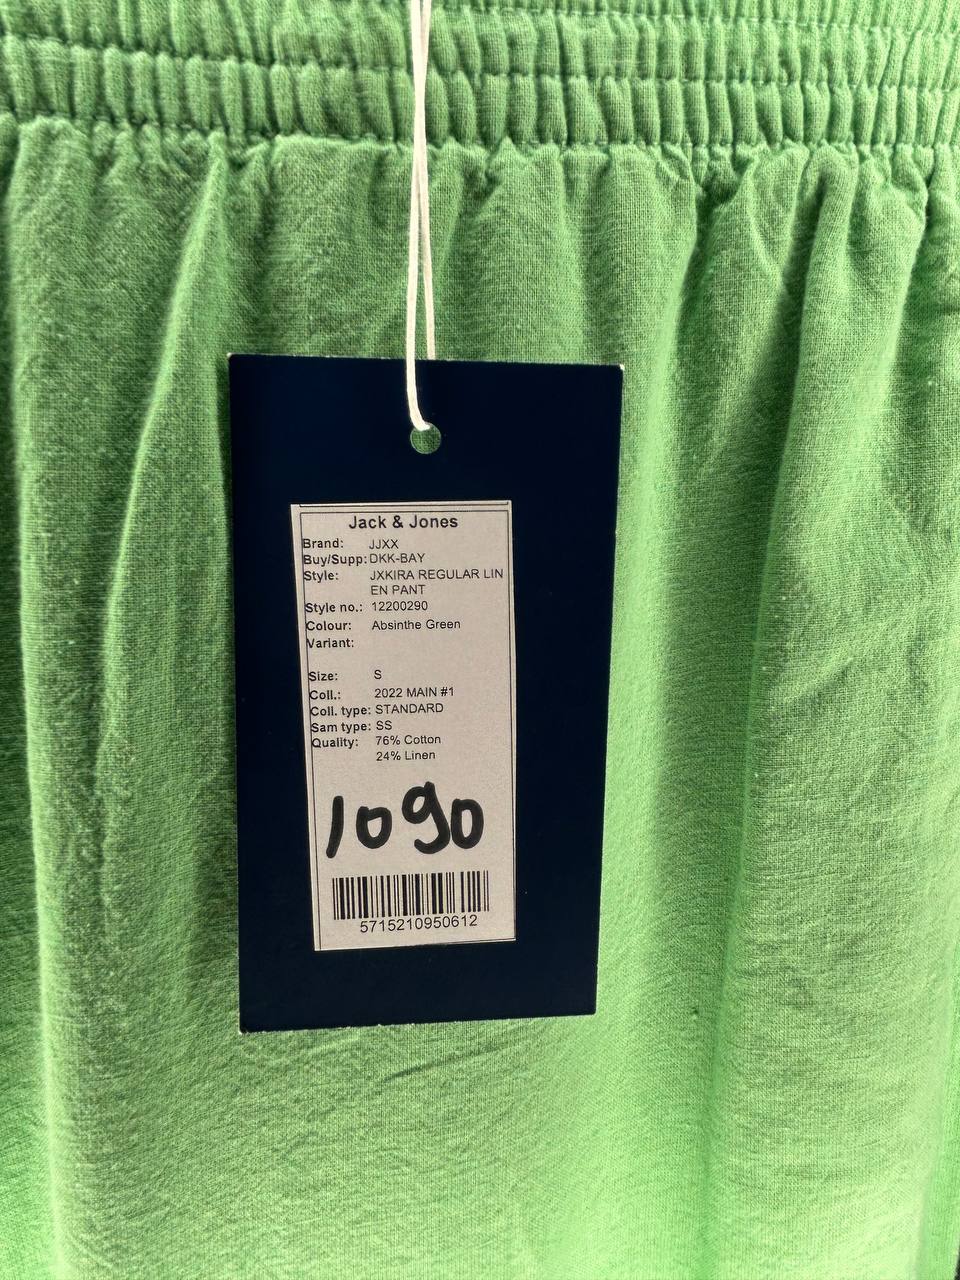 Jack & Jones
Brand: JJXX
Buy/Supp: DKK-BAY
Style: JXKIRA REGULAR LIN
EN PANT
Style no.: 12200290
Colour: Absinthe Green
Variant:
Size: S
Coll.: 2022 MAIN #1
Coll. type: STANDARD
Sam type: SS
Quality: 76% Cotton
24% Linen
1090
5715210950612